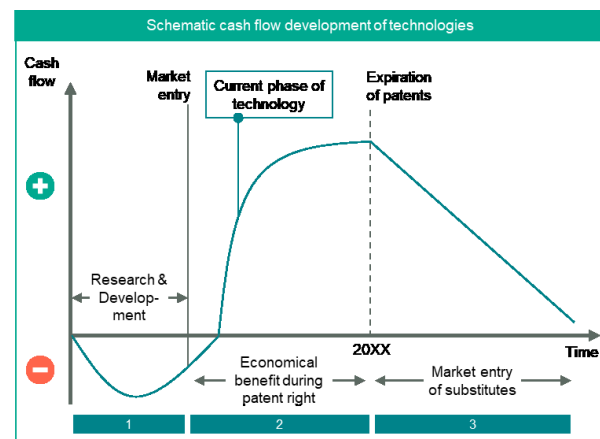 Schematic cash flow development of technologies
Cash
flow
Market
entry
Current phase of
technology
Expiration
of patents
+
Research &
Develop-
ment
−
20XX
Time
Economical
benefit during
patent right
Market entry
of substitutes
1
2
3